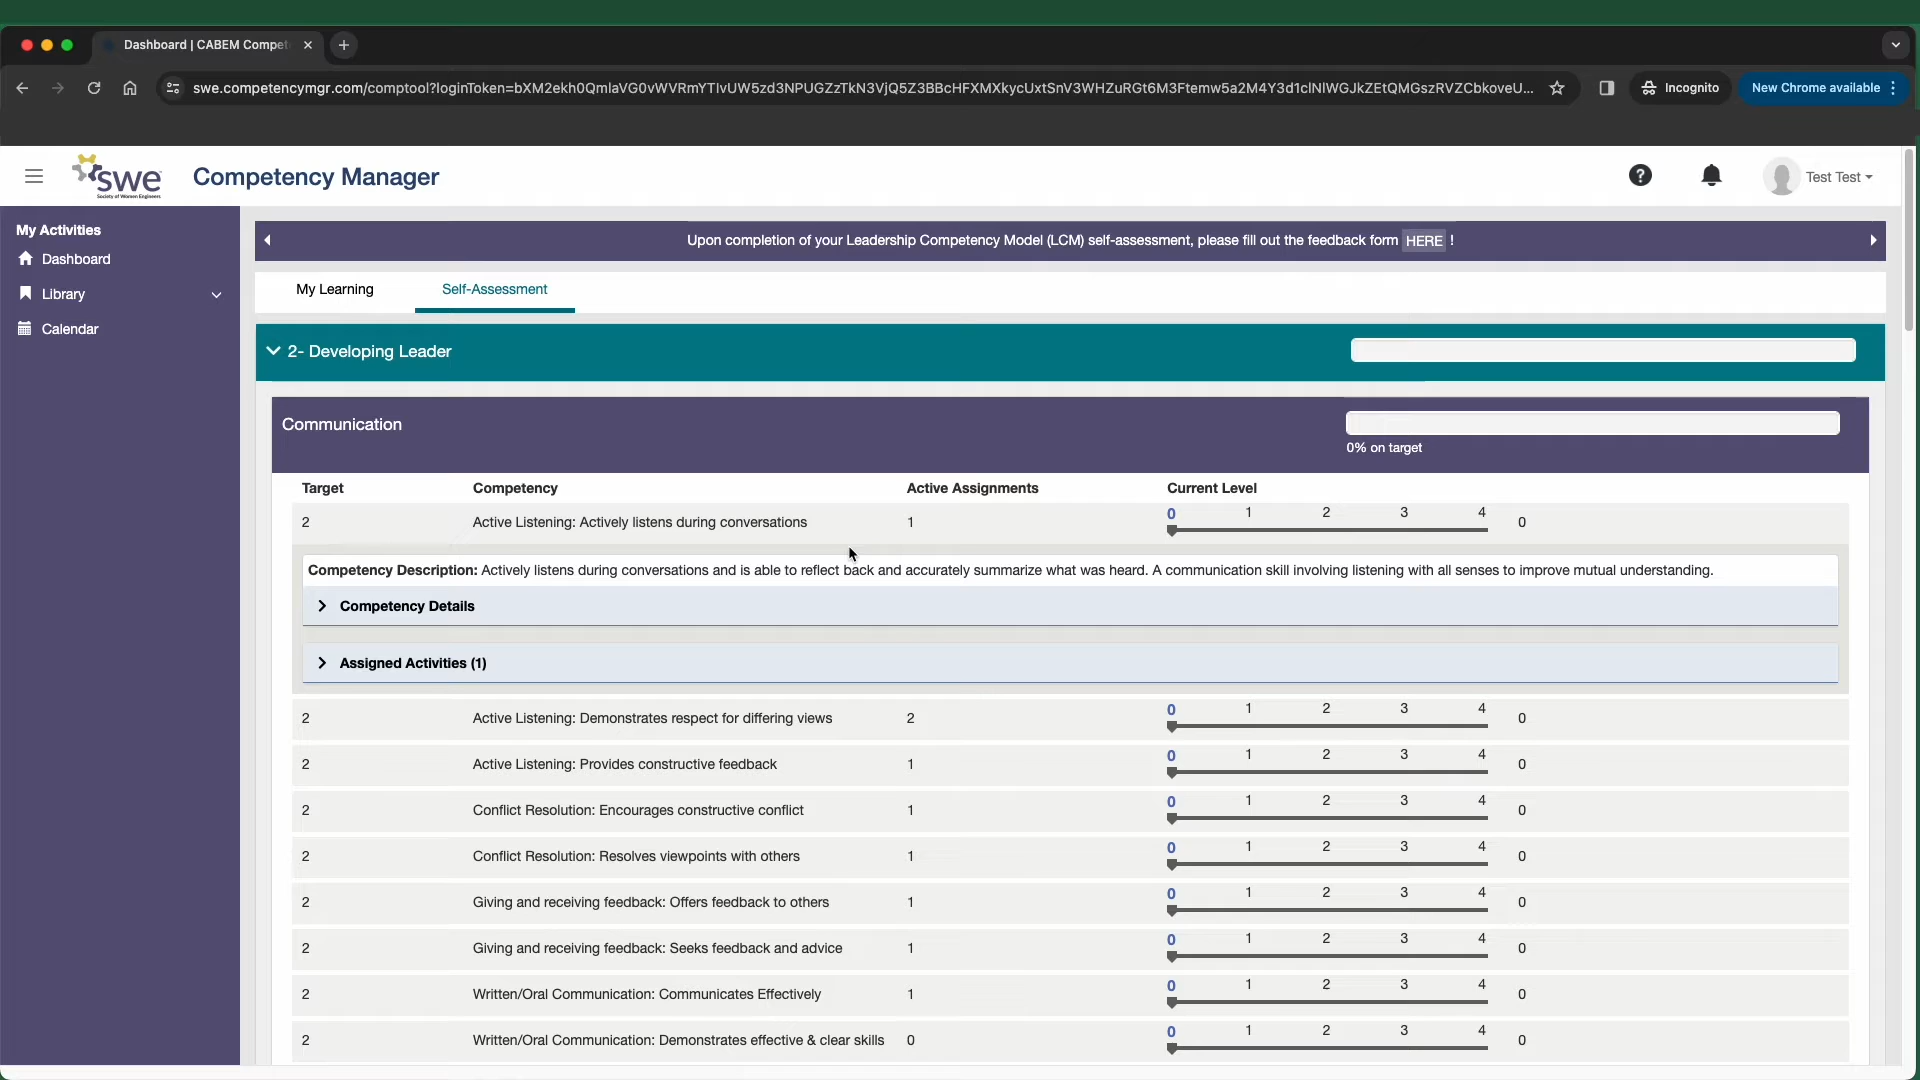 Dashboard | CABEM Compet
swe.competencymgr.com/comptool?loginToken=bXM2ekh0QmlaVG0vWVRmYTIvUW5zd3NPUGZzTkN3VjQ5Z3BBcHFXMXkycUxtSnV3WHZuRGt6M3Ftemw5a2M4Y3d1clNIWGJkZEtQMGszRVZCbkoveU...
Incognito
New Chrome available
swe
Society of Women Engineers
Competency Manager
?
Test Test
My Activities
Dashboard
Library
Calendar
Upon completion of your Leadership Competency Model (LCM) self-assessment, please fill out the feedback form HERE !
My Learning Self-Assessment
2- Developing Leader
Communication
0% on target
Target Competency Active Assignments Current Level
2 Active Listening: Actively listens during conversations 1 0 1 2 3 4 0
Competency Description: Actively listens during conversations and is able to reflect back and accurately summarize what was heard. A communication skill involving listening with all senses to improve mutual understanding.
Competency Details
Assigned Activities (1)
2 Active Listening: Demonstrates respect for differing views 2 0 1 2 3 4 0
2 Active Listening: Provides constructive feedback 1 0 1 2 3 4 0
2 Conflict Resolution: Encourages constructive conflict 1 0 1 2 3 4 0
2 Conflict Resolution: Resolves viewpoints with others 1 0 1 2 3 4 0
2 Giving and receiving feedback: Offers feedback to others 1 0 1 2 3 4 0
2 Giving and receiving feedback: Seeks feedback and advice 1 0 1 2 3 4 0
2 Written/Oral Communication: Communicates Effectively 1 0 1 2 3 4 0
2 Written/Oral Communication: Demonstrates effective & clear skills 0 0 1 2 3 4 0